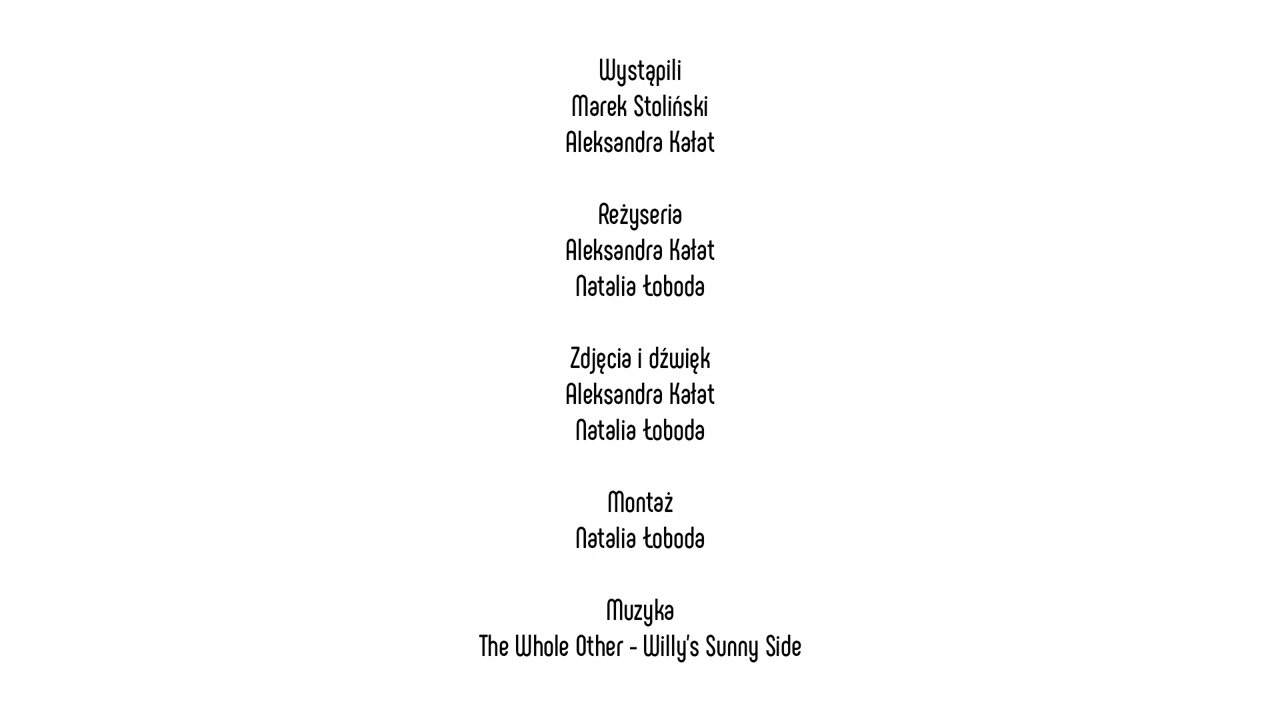 Wystąpili
Marek Stoliński
Aleksandra Kałat
Reżyseria
Aleksandra Kałat
Natalia Łoboda
Zdjęcia i dźwięk
Aleksandra Kałat
Natalia Łoboda
Montaż
Natalia Łoboda
Muzyka
The Whole Other - Willy's Sunny Side